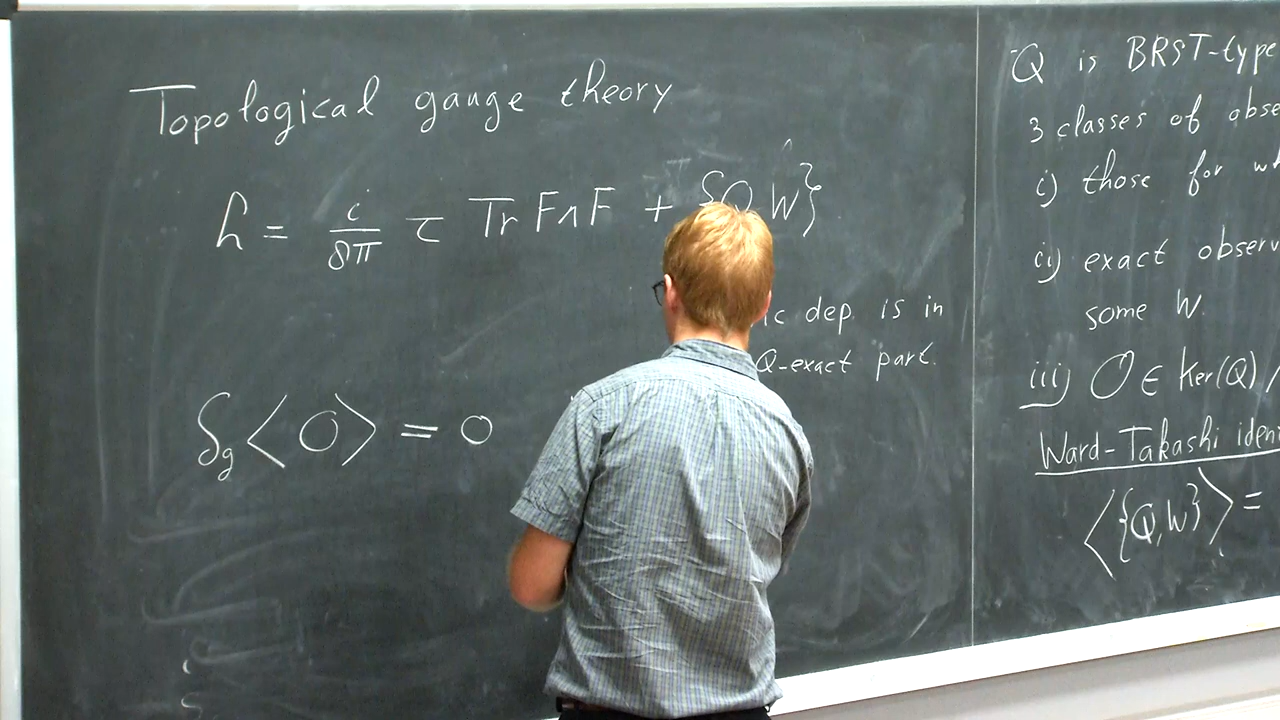 Topological gauge theory
L = i/8π τ Tr F∧F + {Q,W}
dep is in
Q-exact part.
δg<O> = 0
Q is BRST-type
3 classes of
i) those for
ii) exact
some W.
iii) O ∈ Ker(Q) /
Ward-Takashi
<{Q,W}> =